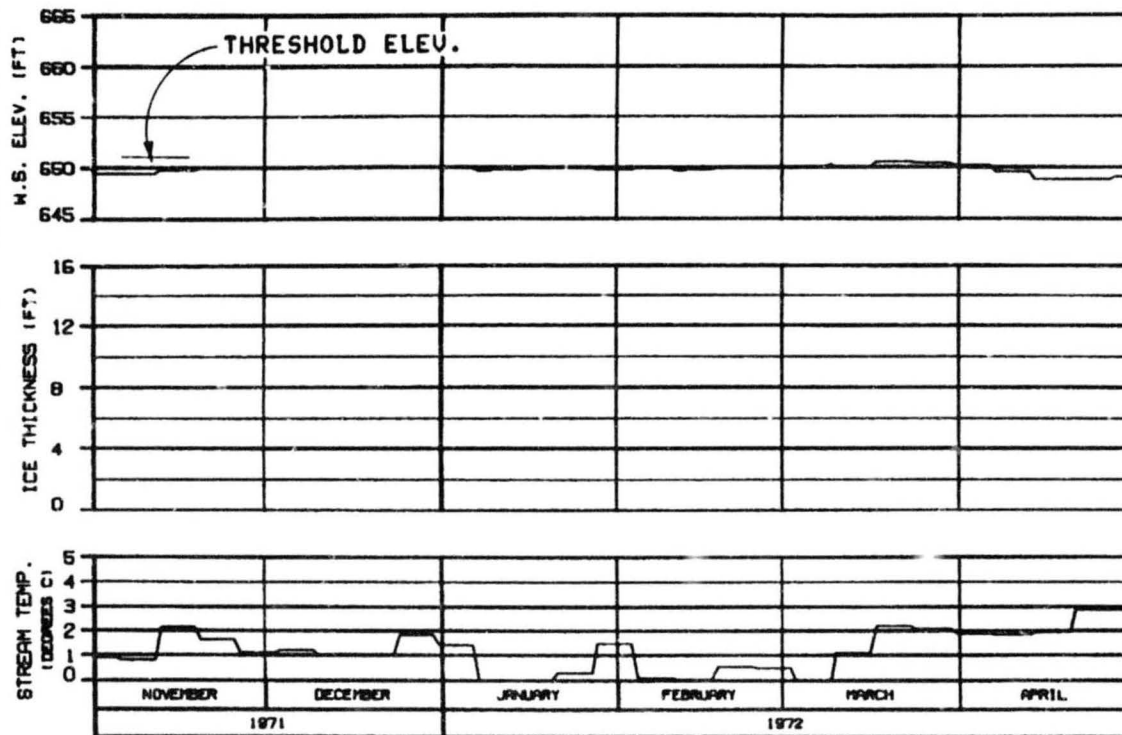 665
THRESHOLD ELEV.
660
655
650
645
W.S. ELEV. (FT)
16
12
8
4
0
ICE THICKNESS (FT)
5
4
3
2
1
0
STREAM TEMP.
(DEGREES C)
NOVEMBER DECEMBER JANUARY FEBRUARY MARCH APRIL
1971 1972